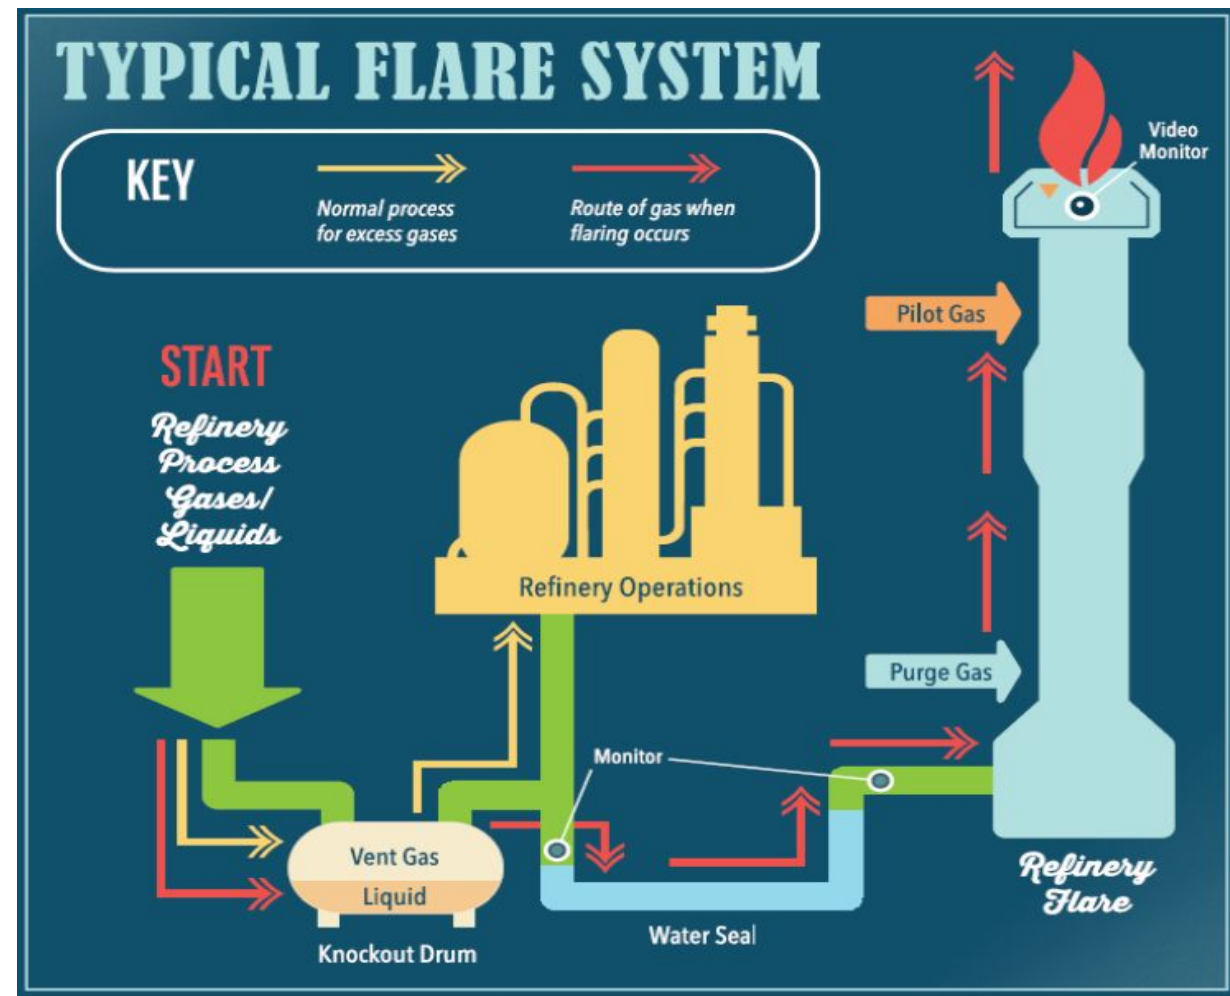 TYPICAL FLARE SYSTEM
KEY
Normal process
for excess gases
Route of gas when
flaring occurs
Video
Monitor
Pilot Gas
START
Refinery
Process
Gases/
Liquids
Refinery Operations
Purge Gas
Monitor
Vent Gas
Liquid
Knockout Drum
Water Seal
Refinery
Flare